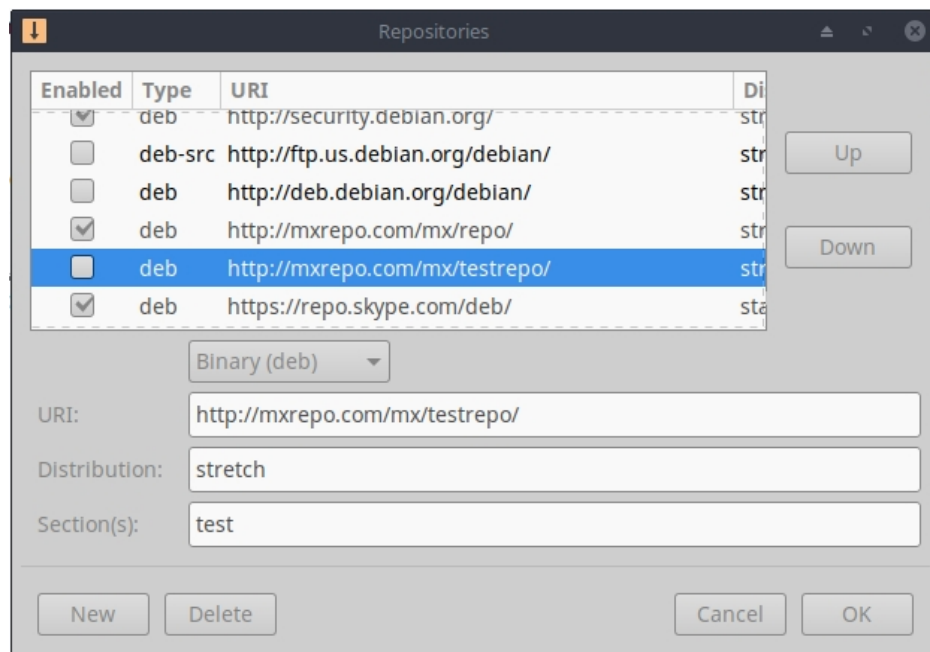 Repositories
Enabled Type URI
deb http://security.debian.org/ str
deb-src http://ftp.us.debian.org/debian/ str
deb http://deb.debian.org/debian/ str
deb http://mxrepo.com/mx/repo/ str
deb http://mxrepo.com/mx/testrepo/ str
deb https://repo.skype.com/deb/ sta
Up
Down
Binary (deb)
URI: http://mxrepo.com/mx/testrepo/
Distribution: stretch
Section(s): test
New Delete Cancel OK